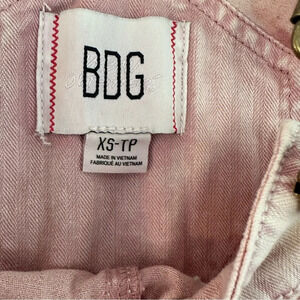 BDG
XS-TP
MADE IN VIETNAM
FABRIQUÉ AU VIETNAM